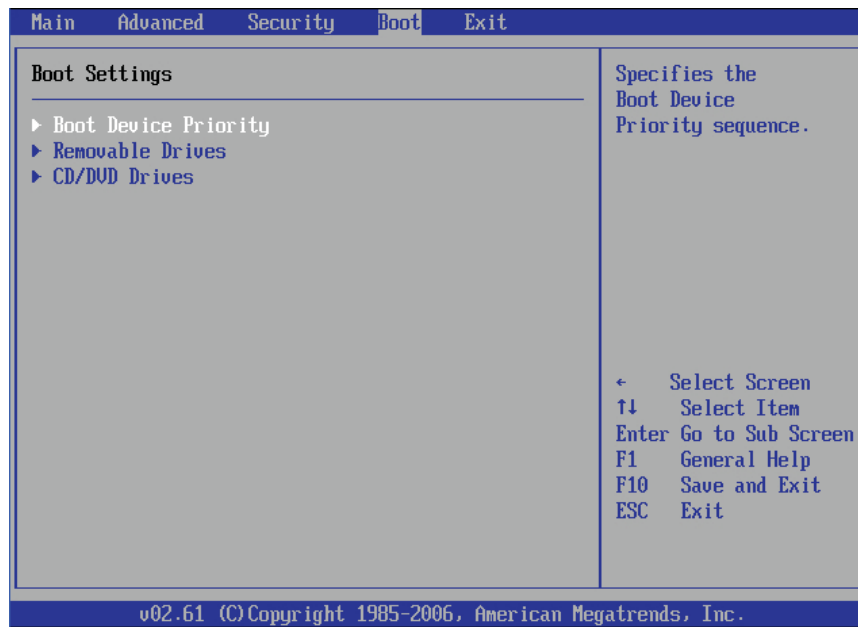 Main Advanced Security Boot Exit
Boot Settings
▶ Boot Device Priority
▶ Removable Drives
▶ CD/DVD Drives
Specifies the
Boot Device
Priority sequence.
← Select Screen
↑↓ Select Item
Enter Go to Sub Screen
F1 General Help
F10 Save and Exit
ESC Exit
v02.61 (C)Copyright 1985-2006, American Megatrends, Inc.